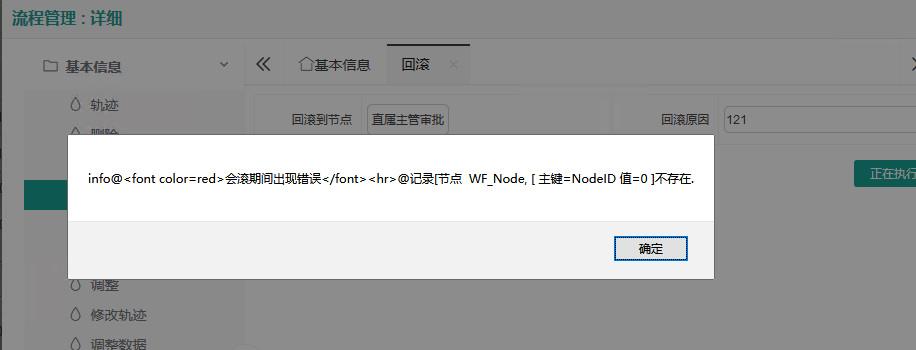 流程管理 : 详细
基本信息
基本信息
回滚
轨迹
删除
回滚到节点
直属主管审批
回滚原因
121
info@<font color=red>会滚期间出现错误</font><hr>@记录[节点  WF_Node, [ 主键=NodeID 值=0 ]不存在.
正在执行
确定
调整
修改轨迹
调整数据